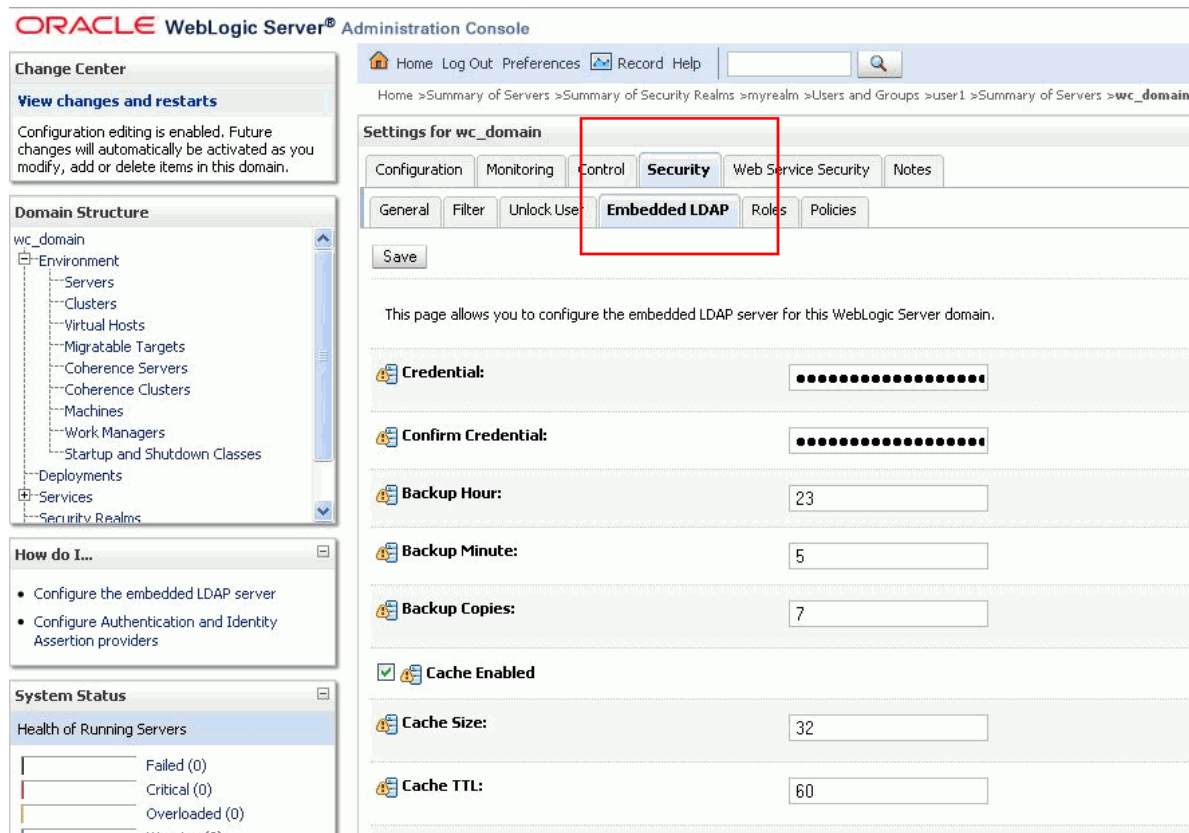 ORACLE WebLogic Server® Administration Console
Change Center
View changes and restarts
Configuration editing is enabled. Future
changes will automatically be activated as you
modify, add or delete items in this domain.
Domain Structure
wc_domain
Environment
Servers
Clusters
Virtual Hosts
Migratable Targets
Coherence Servers
Coherence Clusters
Machines
Work Managers
Startup and Shutdown Classes
Deployments
Services
Security Realms
How do I...
Configure the embedded LDAP server
Configure Authentication and Identity
Assertion providers
System Status
Health of Running Servers
Failed (0)
Critical (0)
Overloaded (0)
Home Log Out Preferences Record Help
Home >Summary of Servers >Summary of Security Realms >myrealm >Users and Groups >user1 >Summary of Servers >wc_domain
Settings for wc_domain
Configuration Monitoring Control Security Web Service Security Notes
General Filter Unlock User Embedded LDAP Roles Policies
Save
This page allows you to configure the embedded LDAP server for this WebLogic Server domain.
Credential: ••••••••••••••••••
Confirm Credential: ••••••••••••••••••
Backup Hour: 23
Backup Minute: 5
Backup Copies: 7
Cache Enabled
Cache Size: 32
Cache TTL: 60